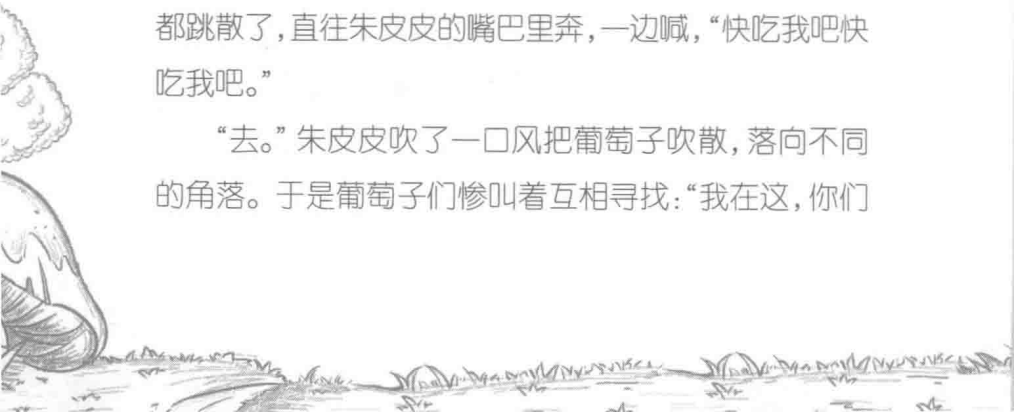 都跳散了，直往朱皮皮的嘴巴里奔，一边喊，“快吃我吧快
吃我吧。”
“去。”朱皮皮吹了一口风把葡萄子吹散，落向不同
的角落。于是葡萄子们惨叫着互相寻找：“我在这，你们